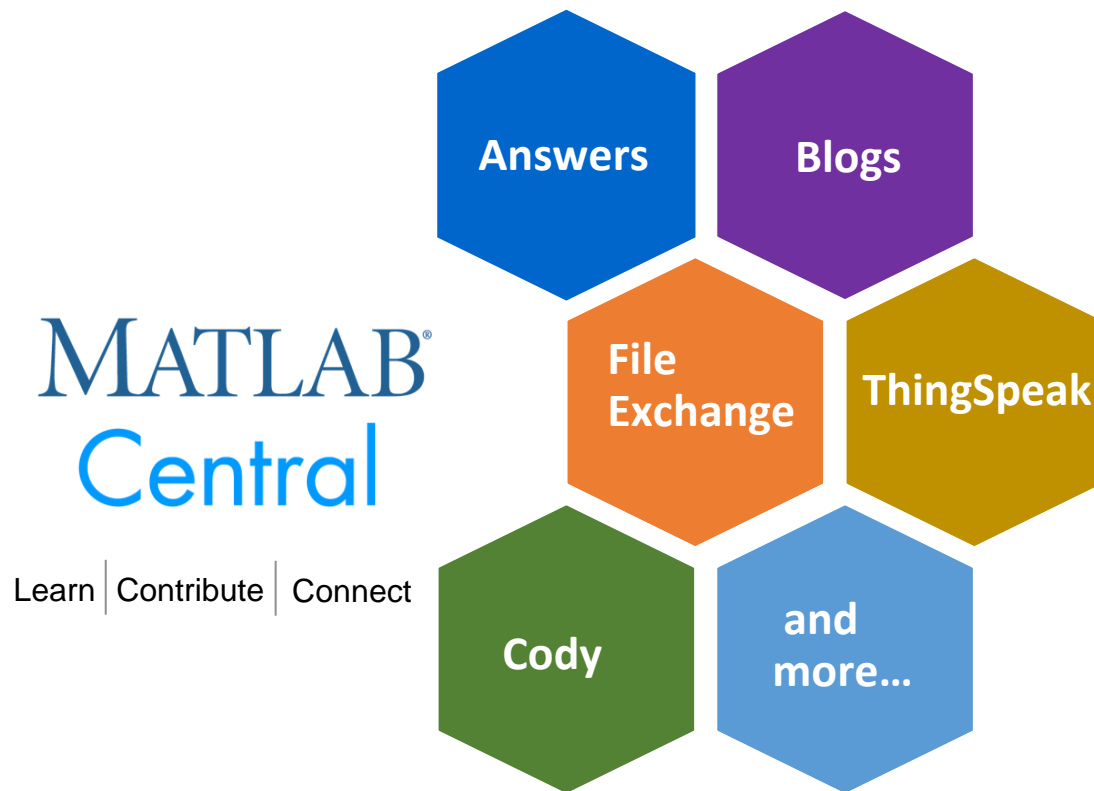 MATLAB®
Central
Learn | Contribute | Connect
Answers
Blogs
File
Exchange
ThingSpeak
Cody
and
more…